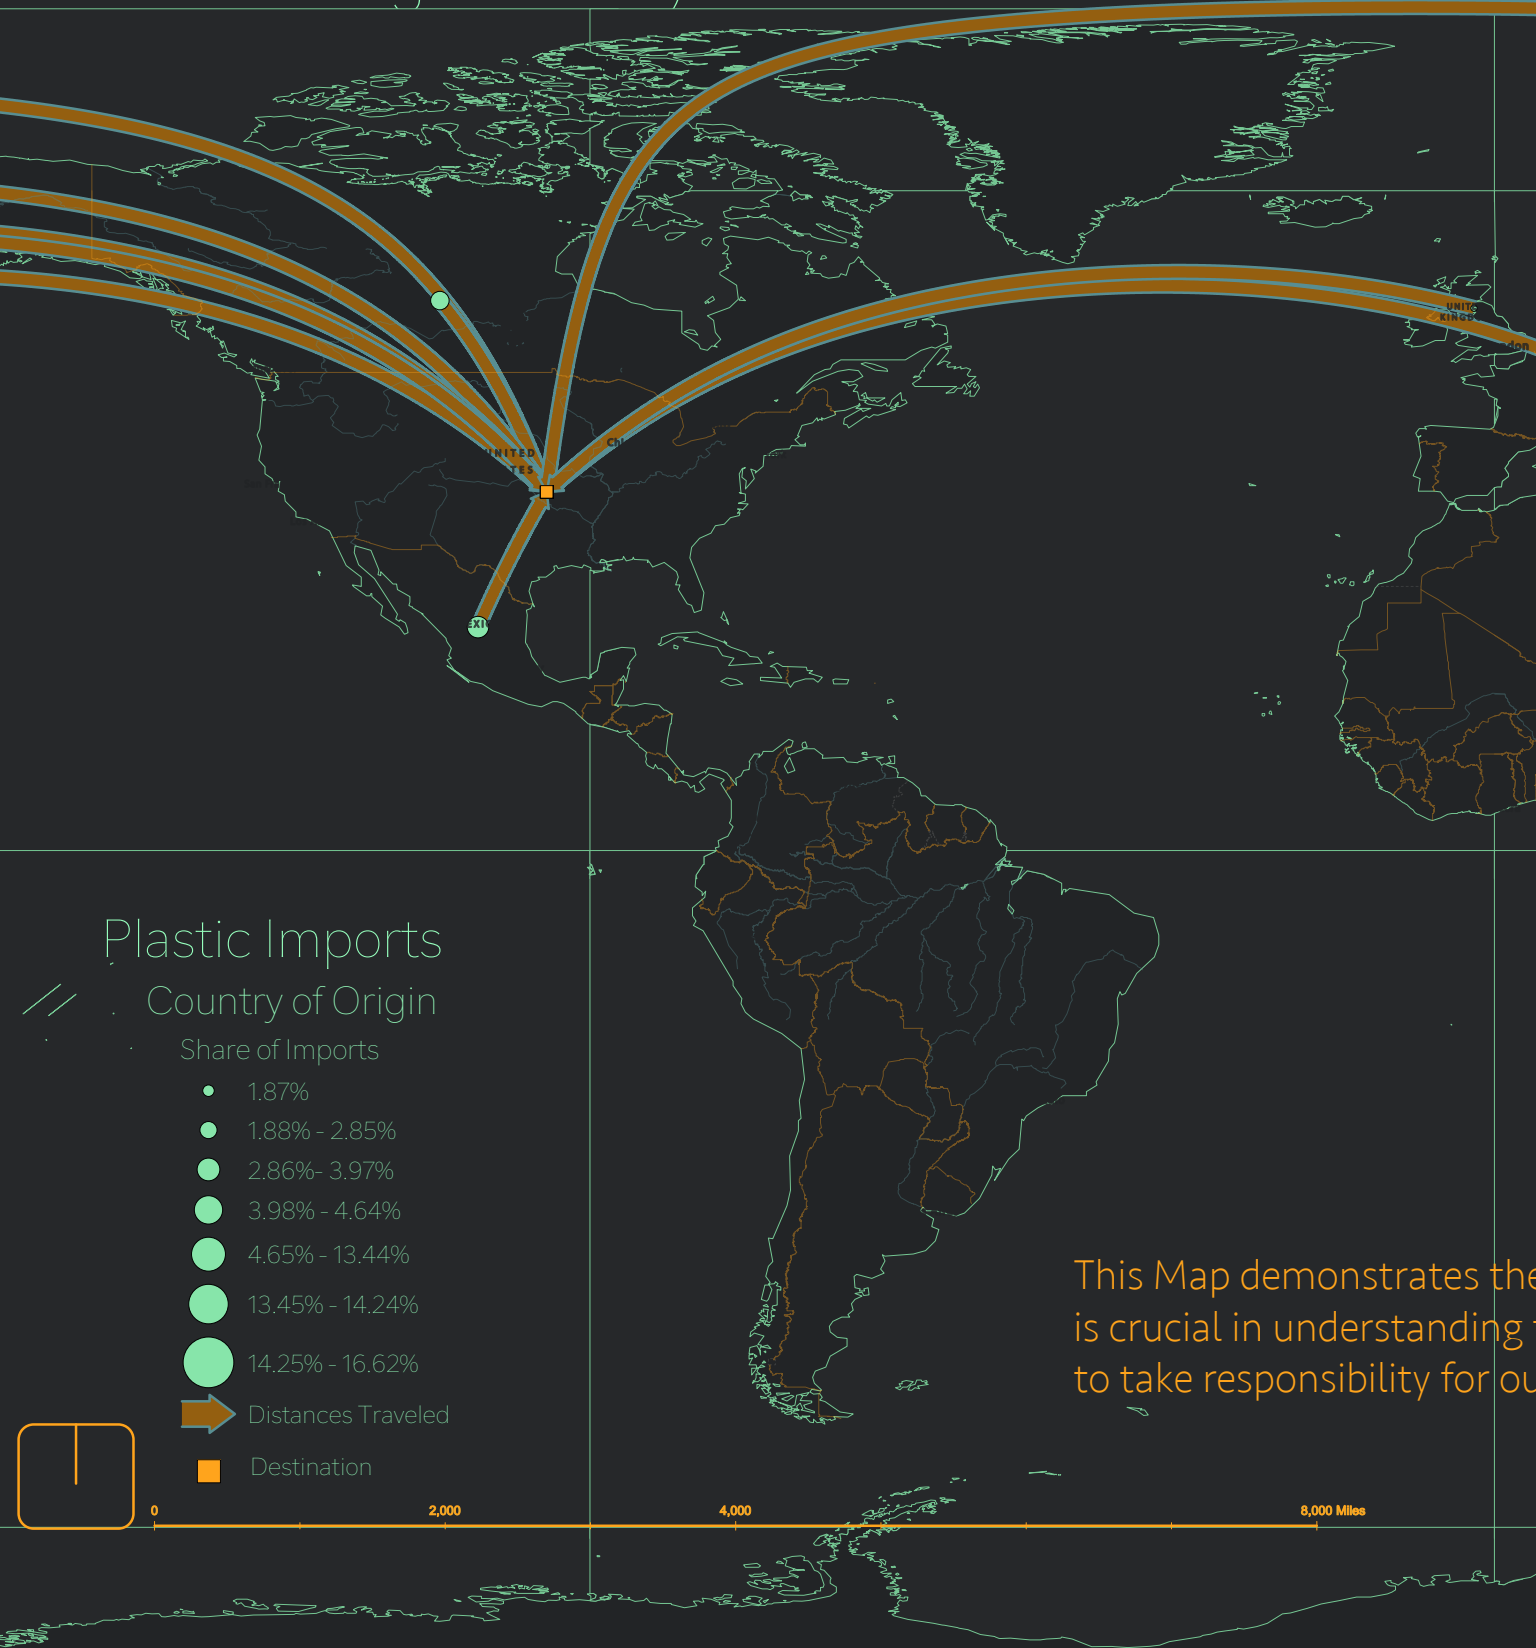 UNITED
TES
Plastic Imports
Country of Origin
Share of Imports
1.87%
1.88% - 2.85%
2.86%- 3.97%
3.98% - 4.64%
4.65% - 13.44%
13.45% - 14.24%
14.25% - 16.62%
Distances Traveled
Destination
0 2,000 4,000 8,000 Miles
This Map demonstrates the
is crucial in understanding
to take responsibility for ou